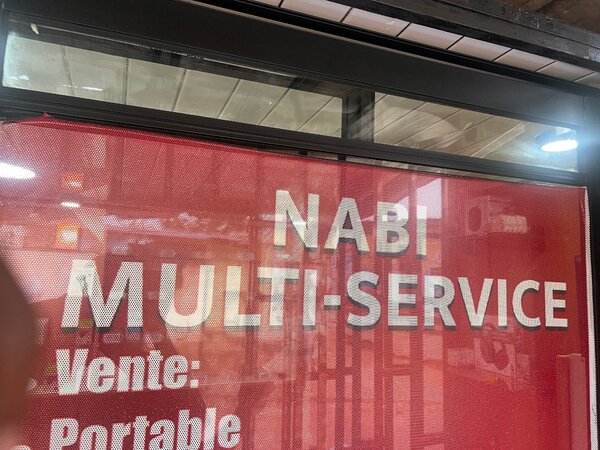 NABI
MULTI-SERVICE
Vente:
Portable